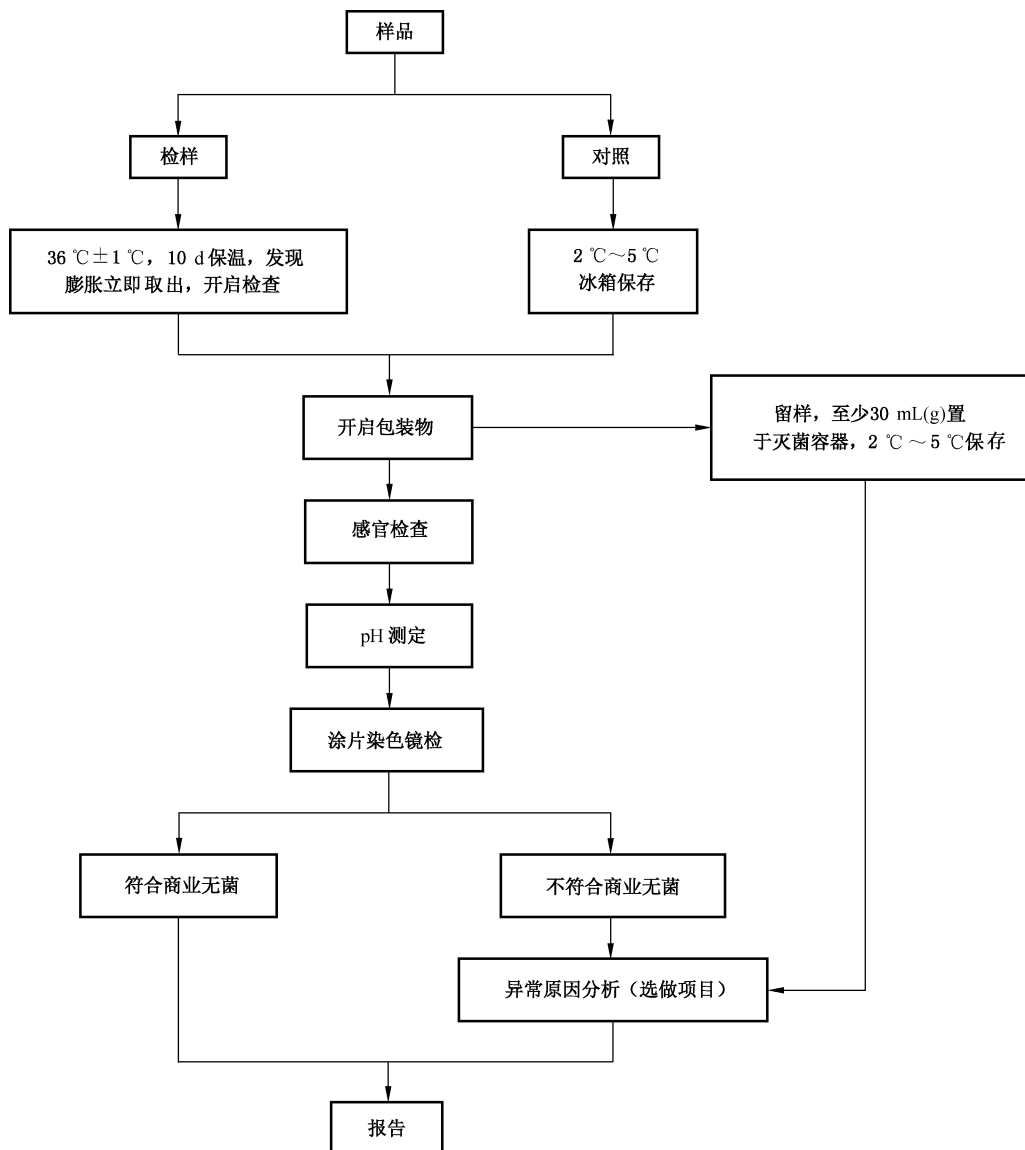 样品
检样
对照
36 ℃±1 ℃，10 d 保温，发现
膨胀立即取出，开启检查
2 ℃～5 ℃
冰箱保存
开启包装物
留样，至少30 mL(g)置
于灭菌容器，2 ℃～5 ℃保存
感官检查
pH 测定
涂片染色镜检
符合商业无菌
不符合商业无菌
异常原因分析（选做项目）
报告